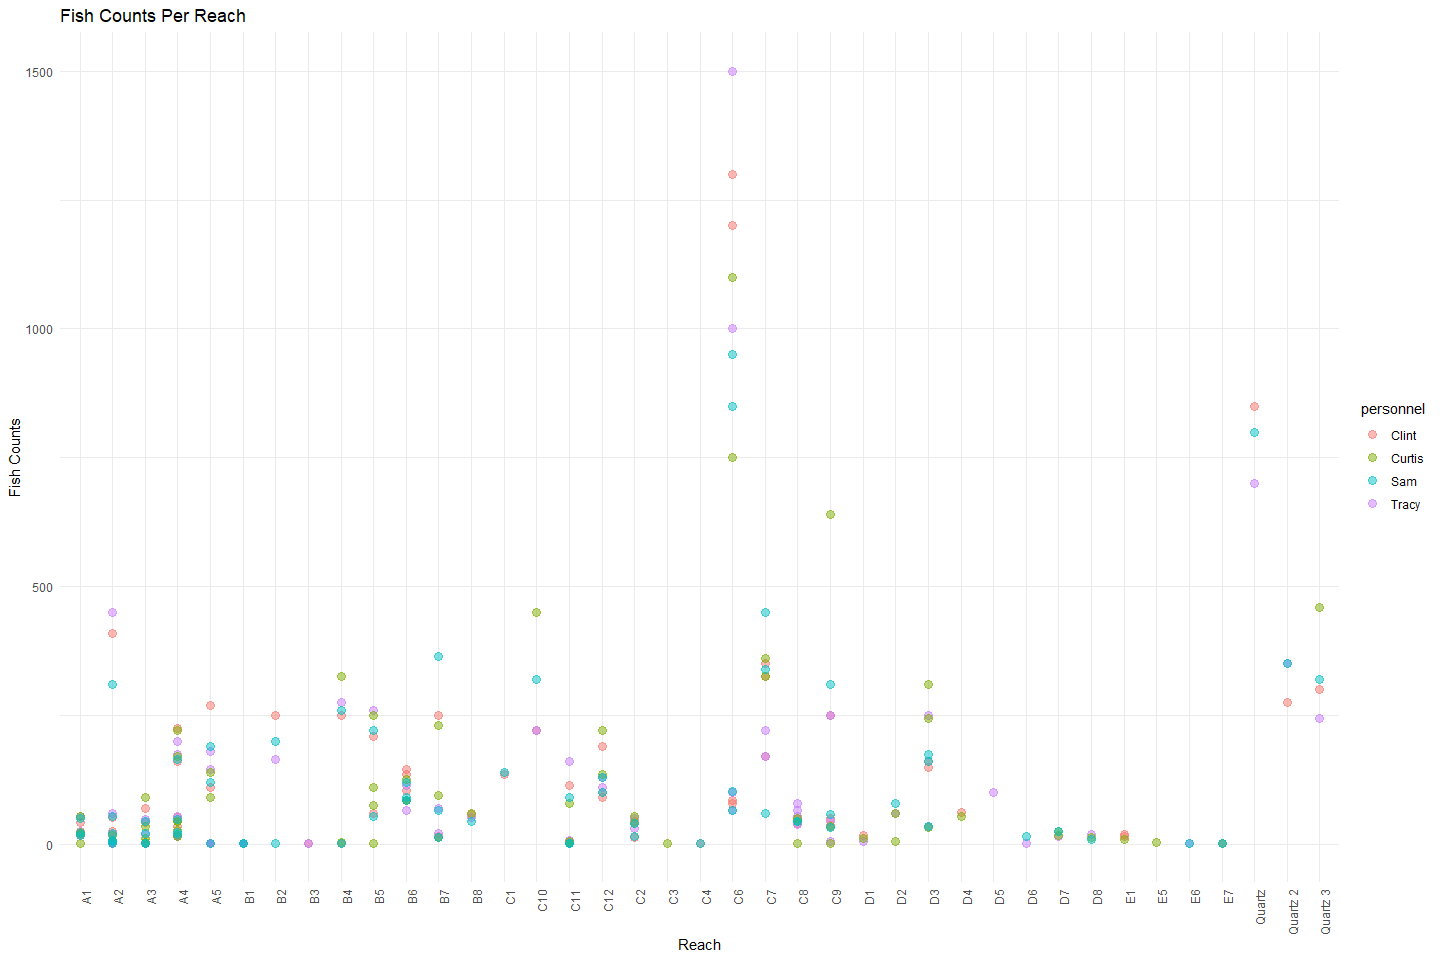 Fish Counts Per Reach
1500
1000
500
0
Fish Counts
A1 A2 A3 A4 A5 B1 B2 B3 B4 B5 B6 B7 B8 C1 C10 C11 C12 C2 C3 C4 C6 C7 C8 C9 D1 D2 D3 D4 D5 D6 D7 D8 E1 E5 E6 E7 Quartz Quartz 2 Quartz 3
Reach
personnel
Clint
Curtis
Sam
Tracy